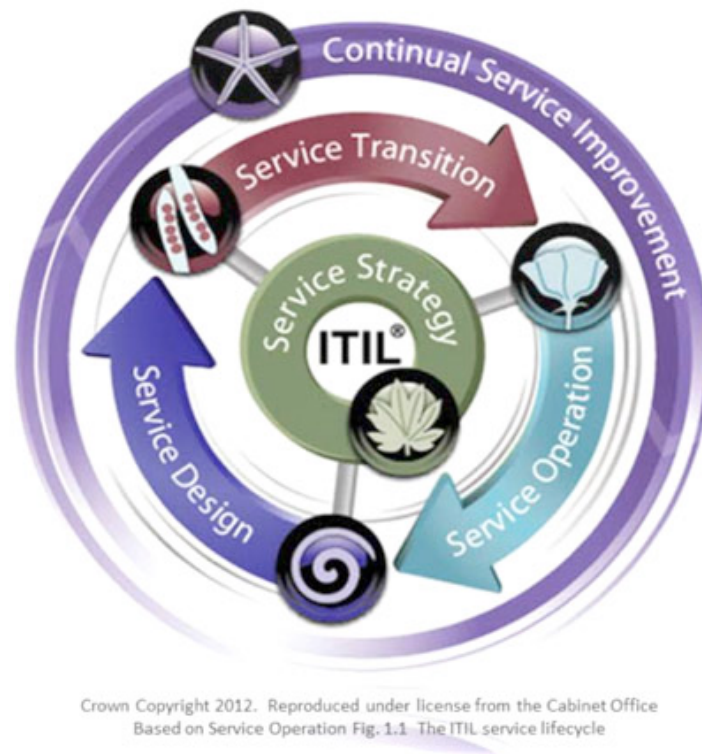 Continual Service Improvement
Service Transition
Service Strategy
ITIL®
Service Design
Service Operation
Crown Copyright 2012. Reproduced under license from the Cabinet Office
Based on Service Operation Fig. 1.1 The ITIL service lifecycle